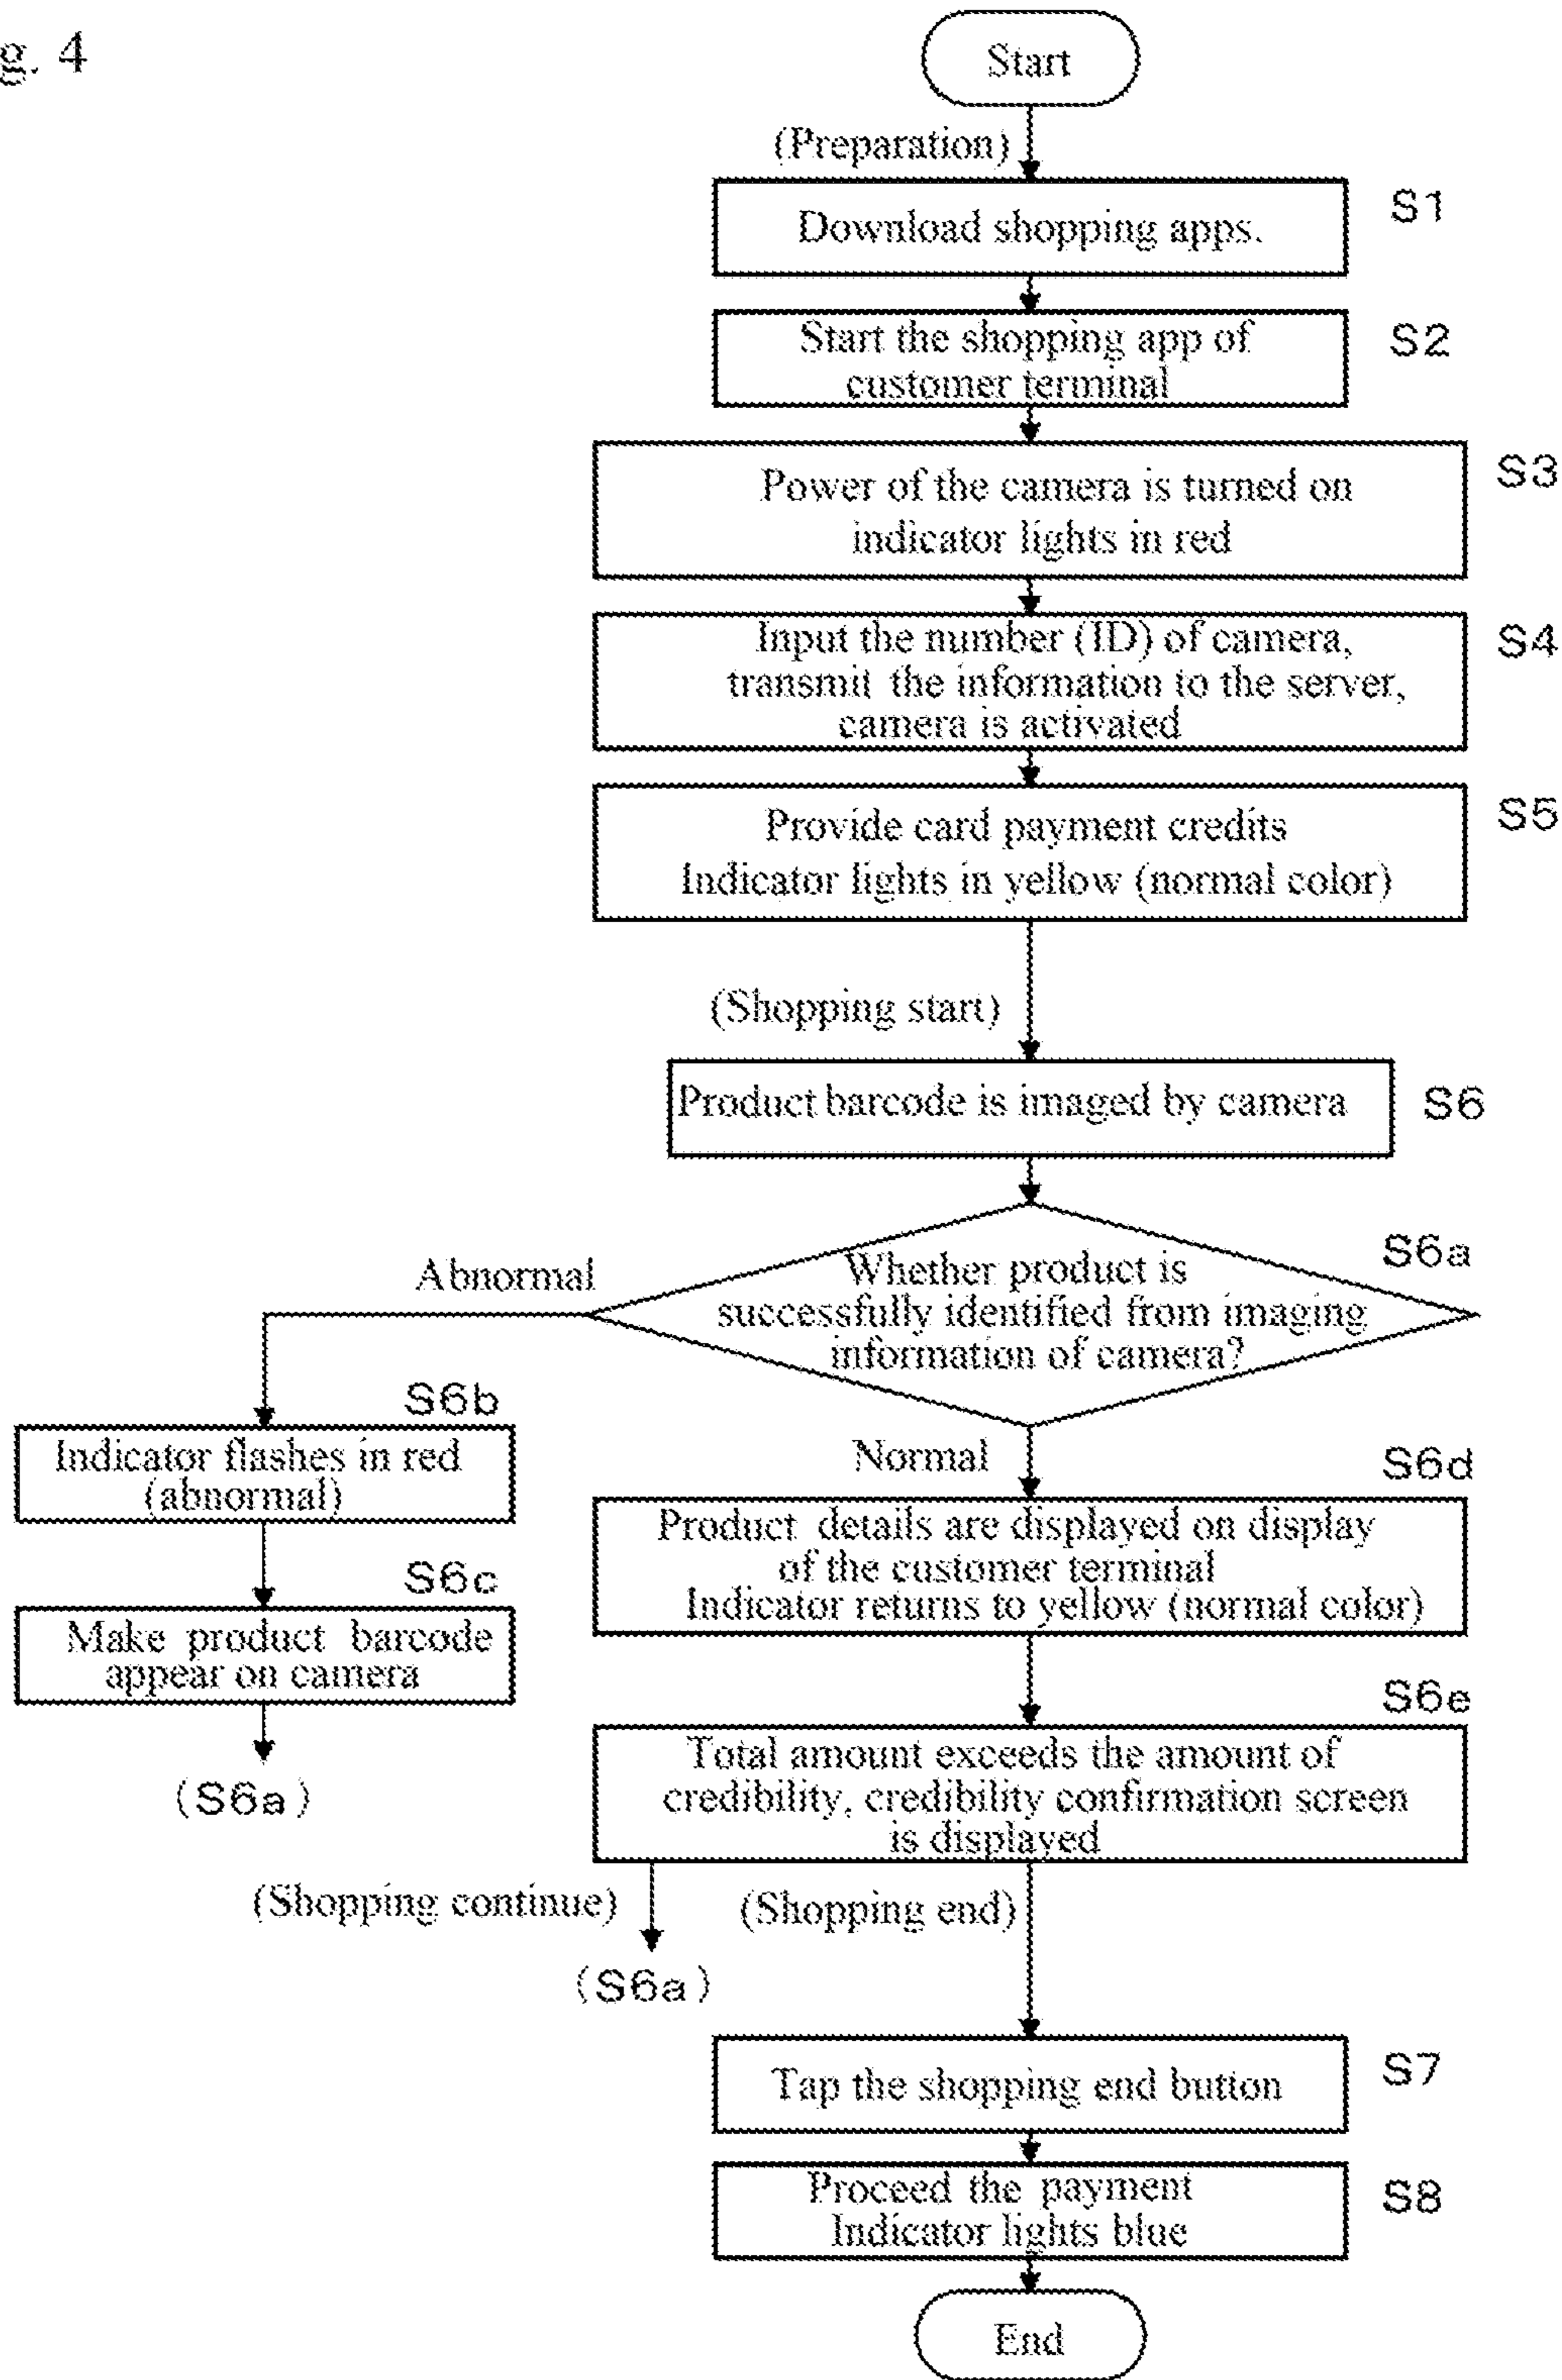 g. 4
Start
(Preparation)
Download shopping apps.
S1
Start the shopping app of
customer terminal
S2
Power of the camera is turned on
indicator lights in red
S3
Input the number (ID) of camera,
transmit the information to the server,
camera is activated
S4
Provide card payment credits
Indicator lights in yellow (normal color)
S5
(Shopping start)
Product barcode is imaged by camera
S6
Whether product is
successfully identified from imaging
information of camera?
S6a
Abnormal
S6b
Indicator flashes in red
(abnormal)
S6c
Make product barcode
appear on camera
(S6a)
Normal
S6d
Product details are displayed on display
of the customer terminal
Indicator returns to yellow (normal color)
S6e
Total amount exceeds the amount of
credibility, credibility confirmation screen
is displayed
(Shopping continue)
(S6a)
(Shopping end)
Tap the shopping end button
S7
Proceed the payment
Indicator lights blue
S8
End